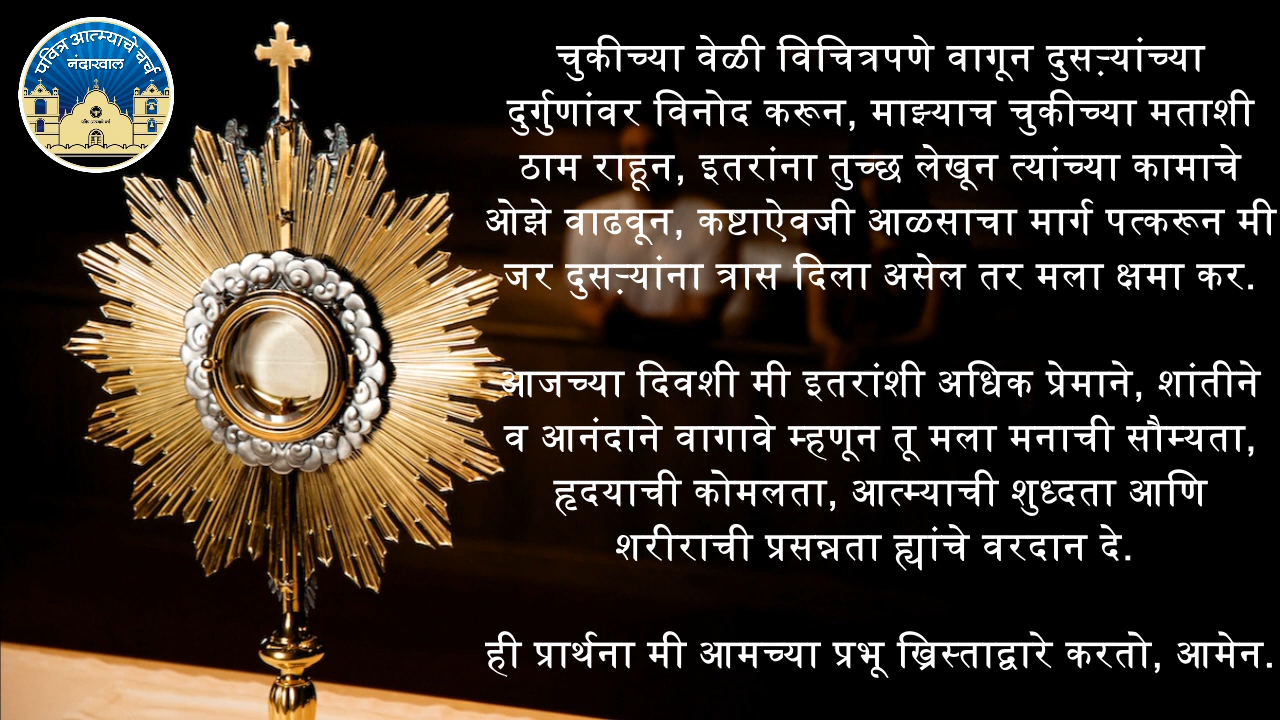 पवित्र आत्म्याचे चर्च
नंदाखाल
चुकीच्या वेळी विचित्रपणे वागून दुसऱ्यांच्या
दुर्गुणांवर विनोद करून, माझ्याच चुकीच्या मताशी
ठाम राहून, इतरांना तुच्छ लेखून त्यांच्या कामाचे
ओझे वाढवून, कष्टाऐवजी आळसाचा मार्ग पत्करून मी
जर दुसऱ्यांना त्रास दिला असेल तर मला क्षमा कर.
आजच्या दिवशी मी इतरांशी अधिक प्रेमाने, शांतीने
व आनंदाने वागावे म्हणून तू मला मनाची सौम्यता,
हृदयाची कोमलता, आत्म्याची शुध्दता आणि
शरीराची प्रसन्नता ह्यांचे वरदान दे.
ही प्रार्थना मी आमच्या प्रभू ख्रिस्ताद्वारे करतो, आमेन.